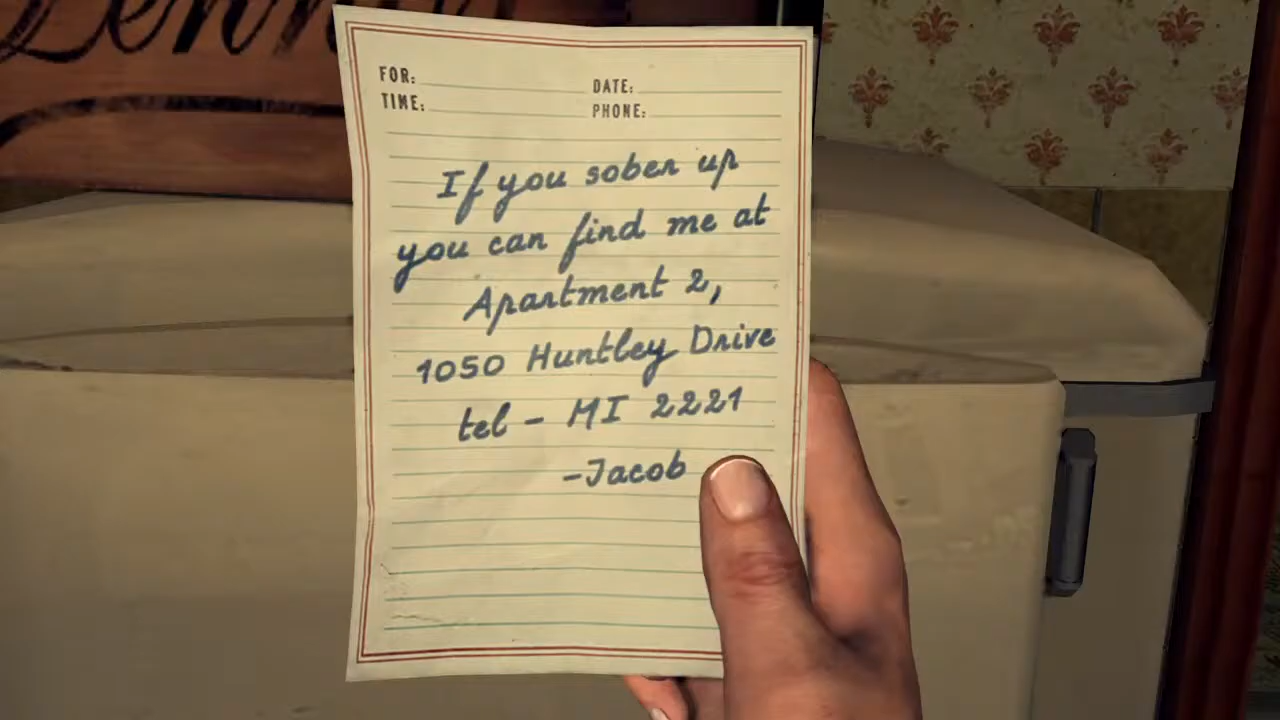 FOR:
DATE:
TIME:
PHONE:
If you sober up
you can find me at
Apartment 2,
1050 Huntley Drive
tel - MI 2221
-Jacob